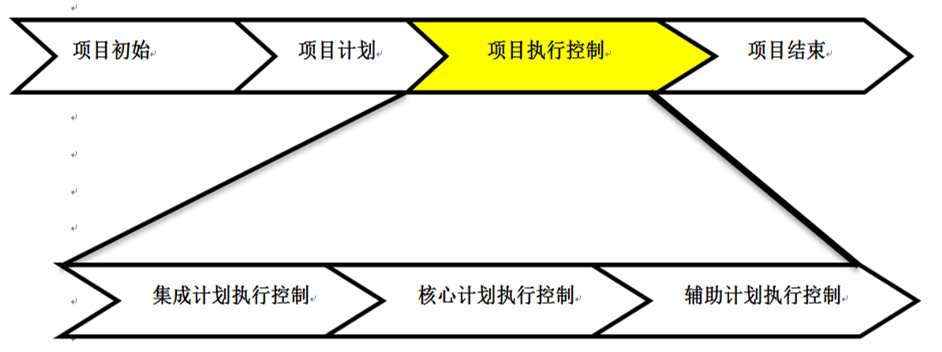 项目初始
项目计划
项目执行控制
项目结束
集成计划执行控制
核心计划执行控制
辅助计划执行控制